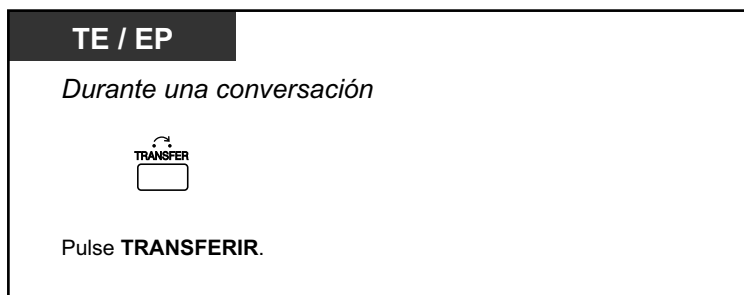 TE / EP
Durante una conversación
TRANSFER
Pulse TRANSFERIR.